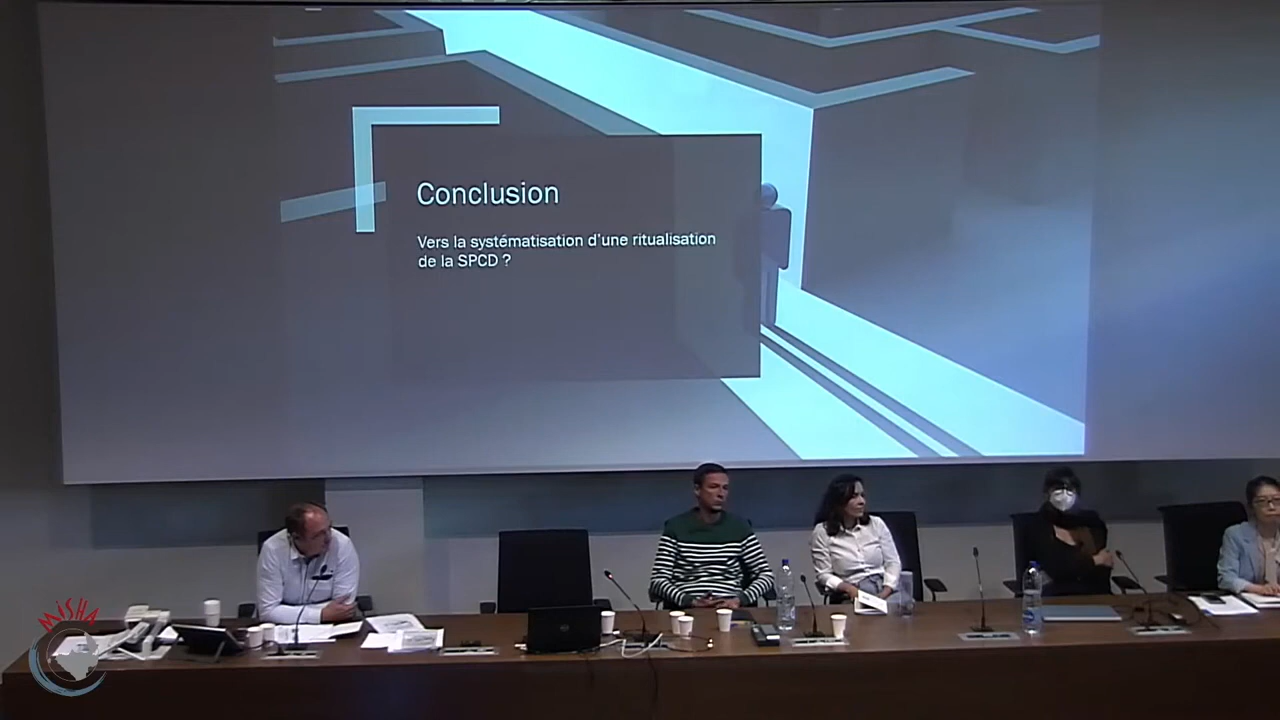 Conclusion
Vers la systématisation d'une ritualisation
de la SPCD ?
MISHA